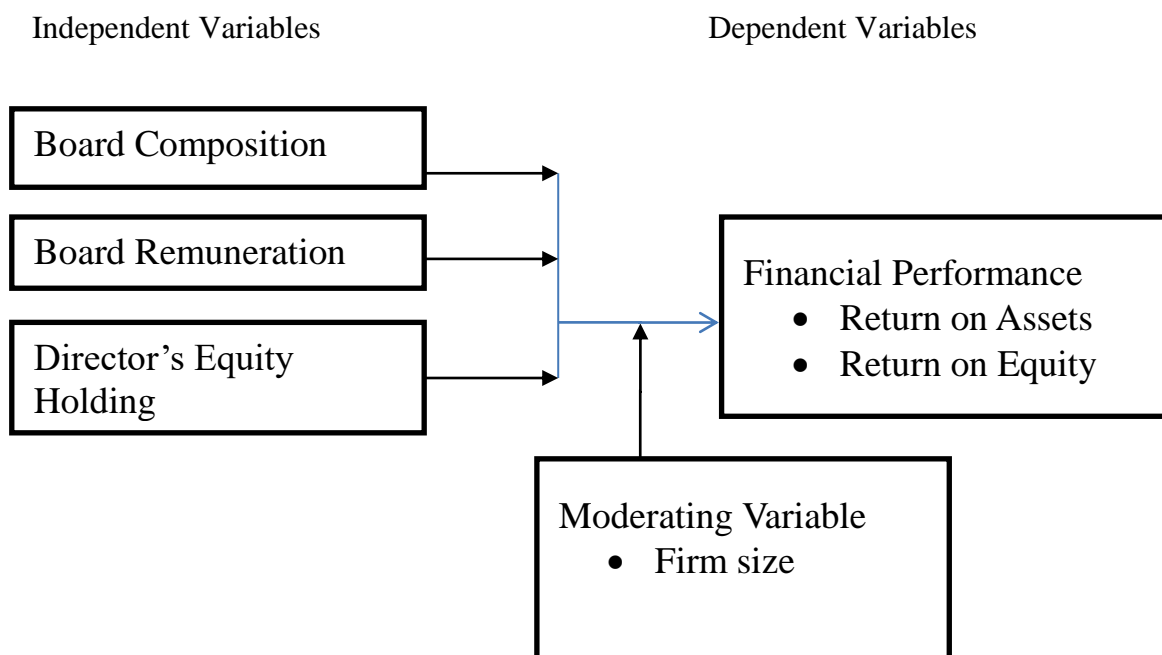 Independent Variables
Dependent Variables
Board Composition
Board Remuneration
Director’s Equity
Holding
Financial Performance
• Return on Assets
• Return on Equity
Moderating Variable
• Firm size